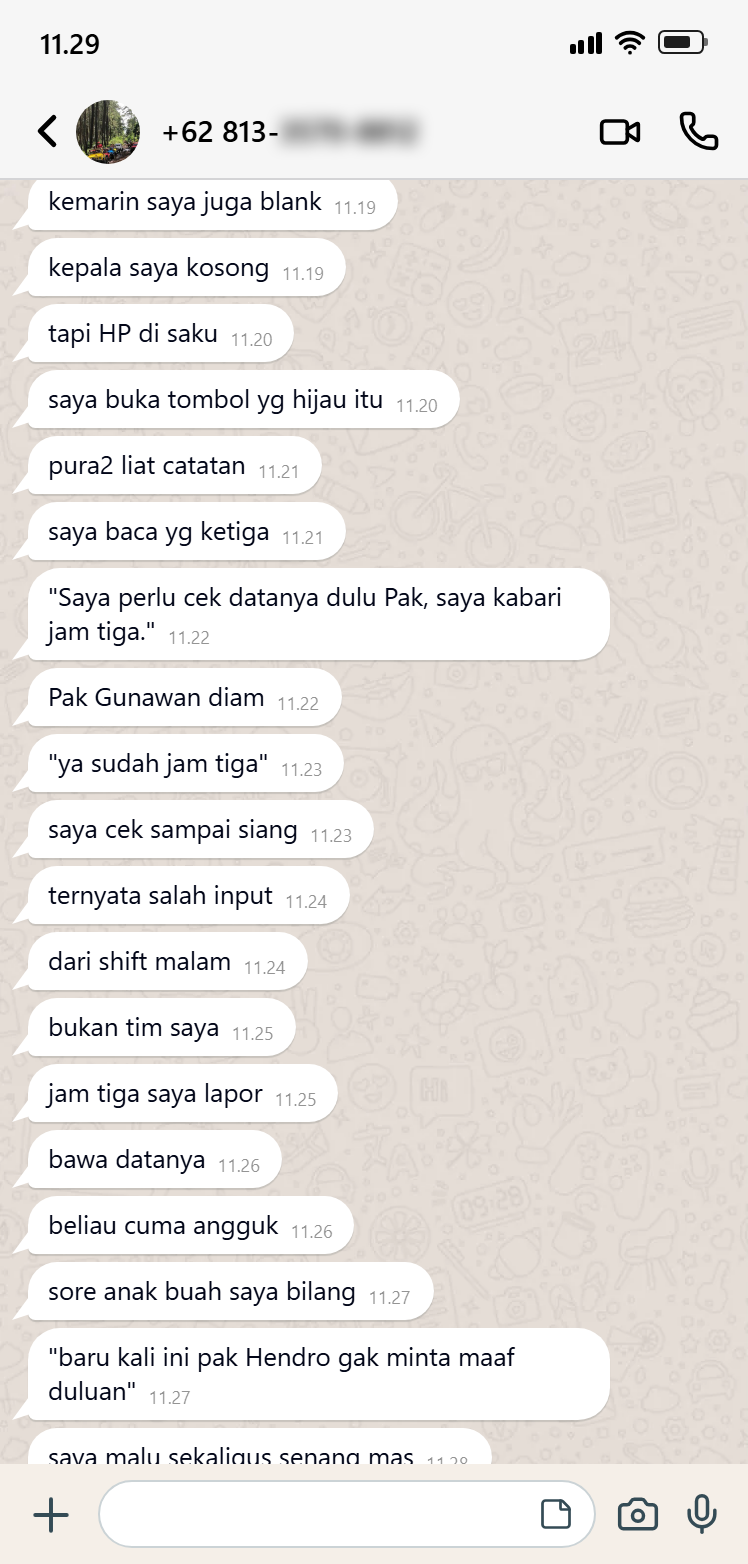 11.29
+62 813-
kemarin saya juga blank 11.19
kepala saya kosong 11.19
tapi HP di saku 11.20
saya buka tombol yg hijau itu 11.20
pura2 liat catatan 11.21
saya baca yg ketiga 11.21
"Saya perlu cek datanya dulu Pak, saya kabari
jam tiga." 11.22
Pak Gunawan diam 11.22
"ya sudah jam tiga" 11.23
saya cek sampai siang 11.23
ternyata salah input 11.24
dari shift malam 11.24
bukan tim saya 11.25
jam tiga saya lapor 11.25
bawa datanya 11.26
beliau cuma angguk 11.26
sore anak buah saya bilang 11.27
"baru kali ini pak Hendro gak minta maaf
duluan" 11.27
saya malu sekaligus senang mas 11.28